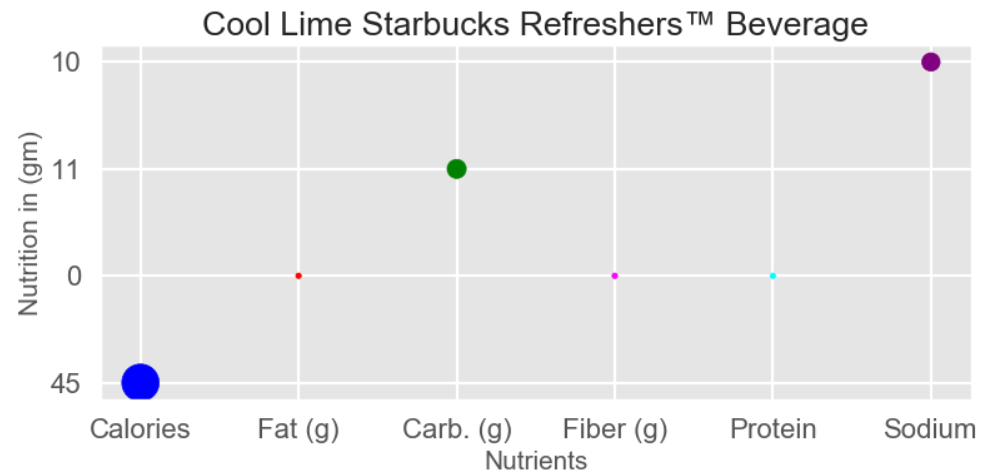 Cool Lime Starbucks Refreshers™ Beverage
Nutrition in (gm)
10
11
0
45
Calories Fat (g) Carb. (g) Fiber (g) Protein Sodium
Nutrients